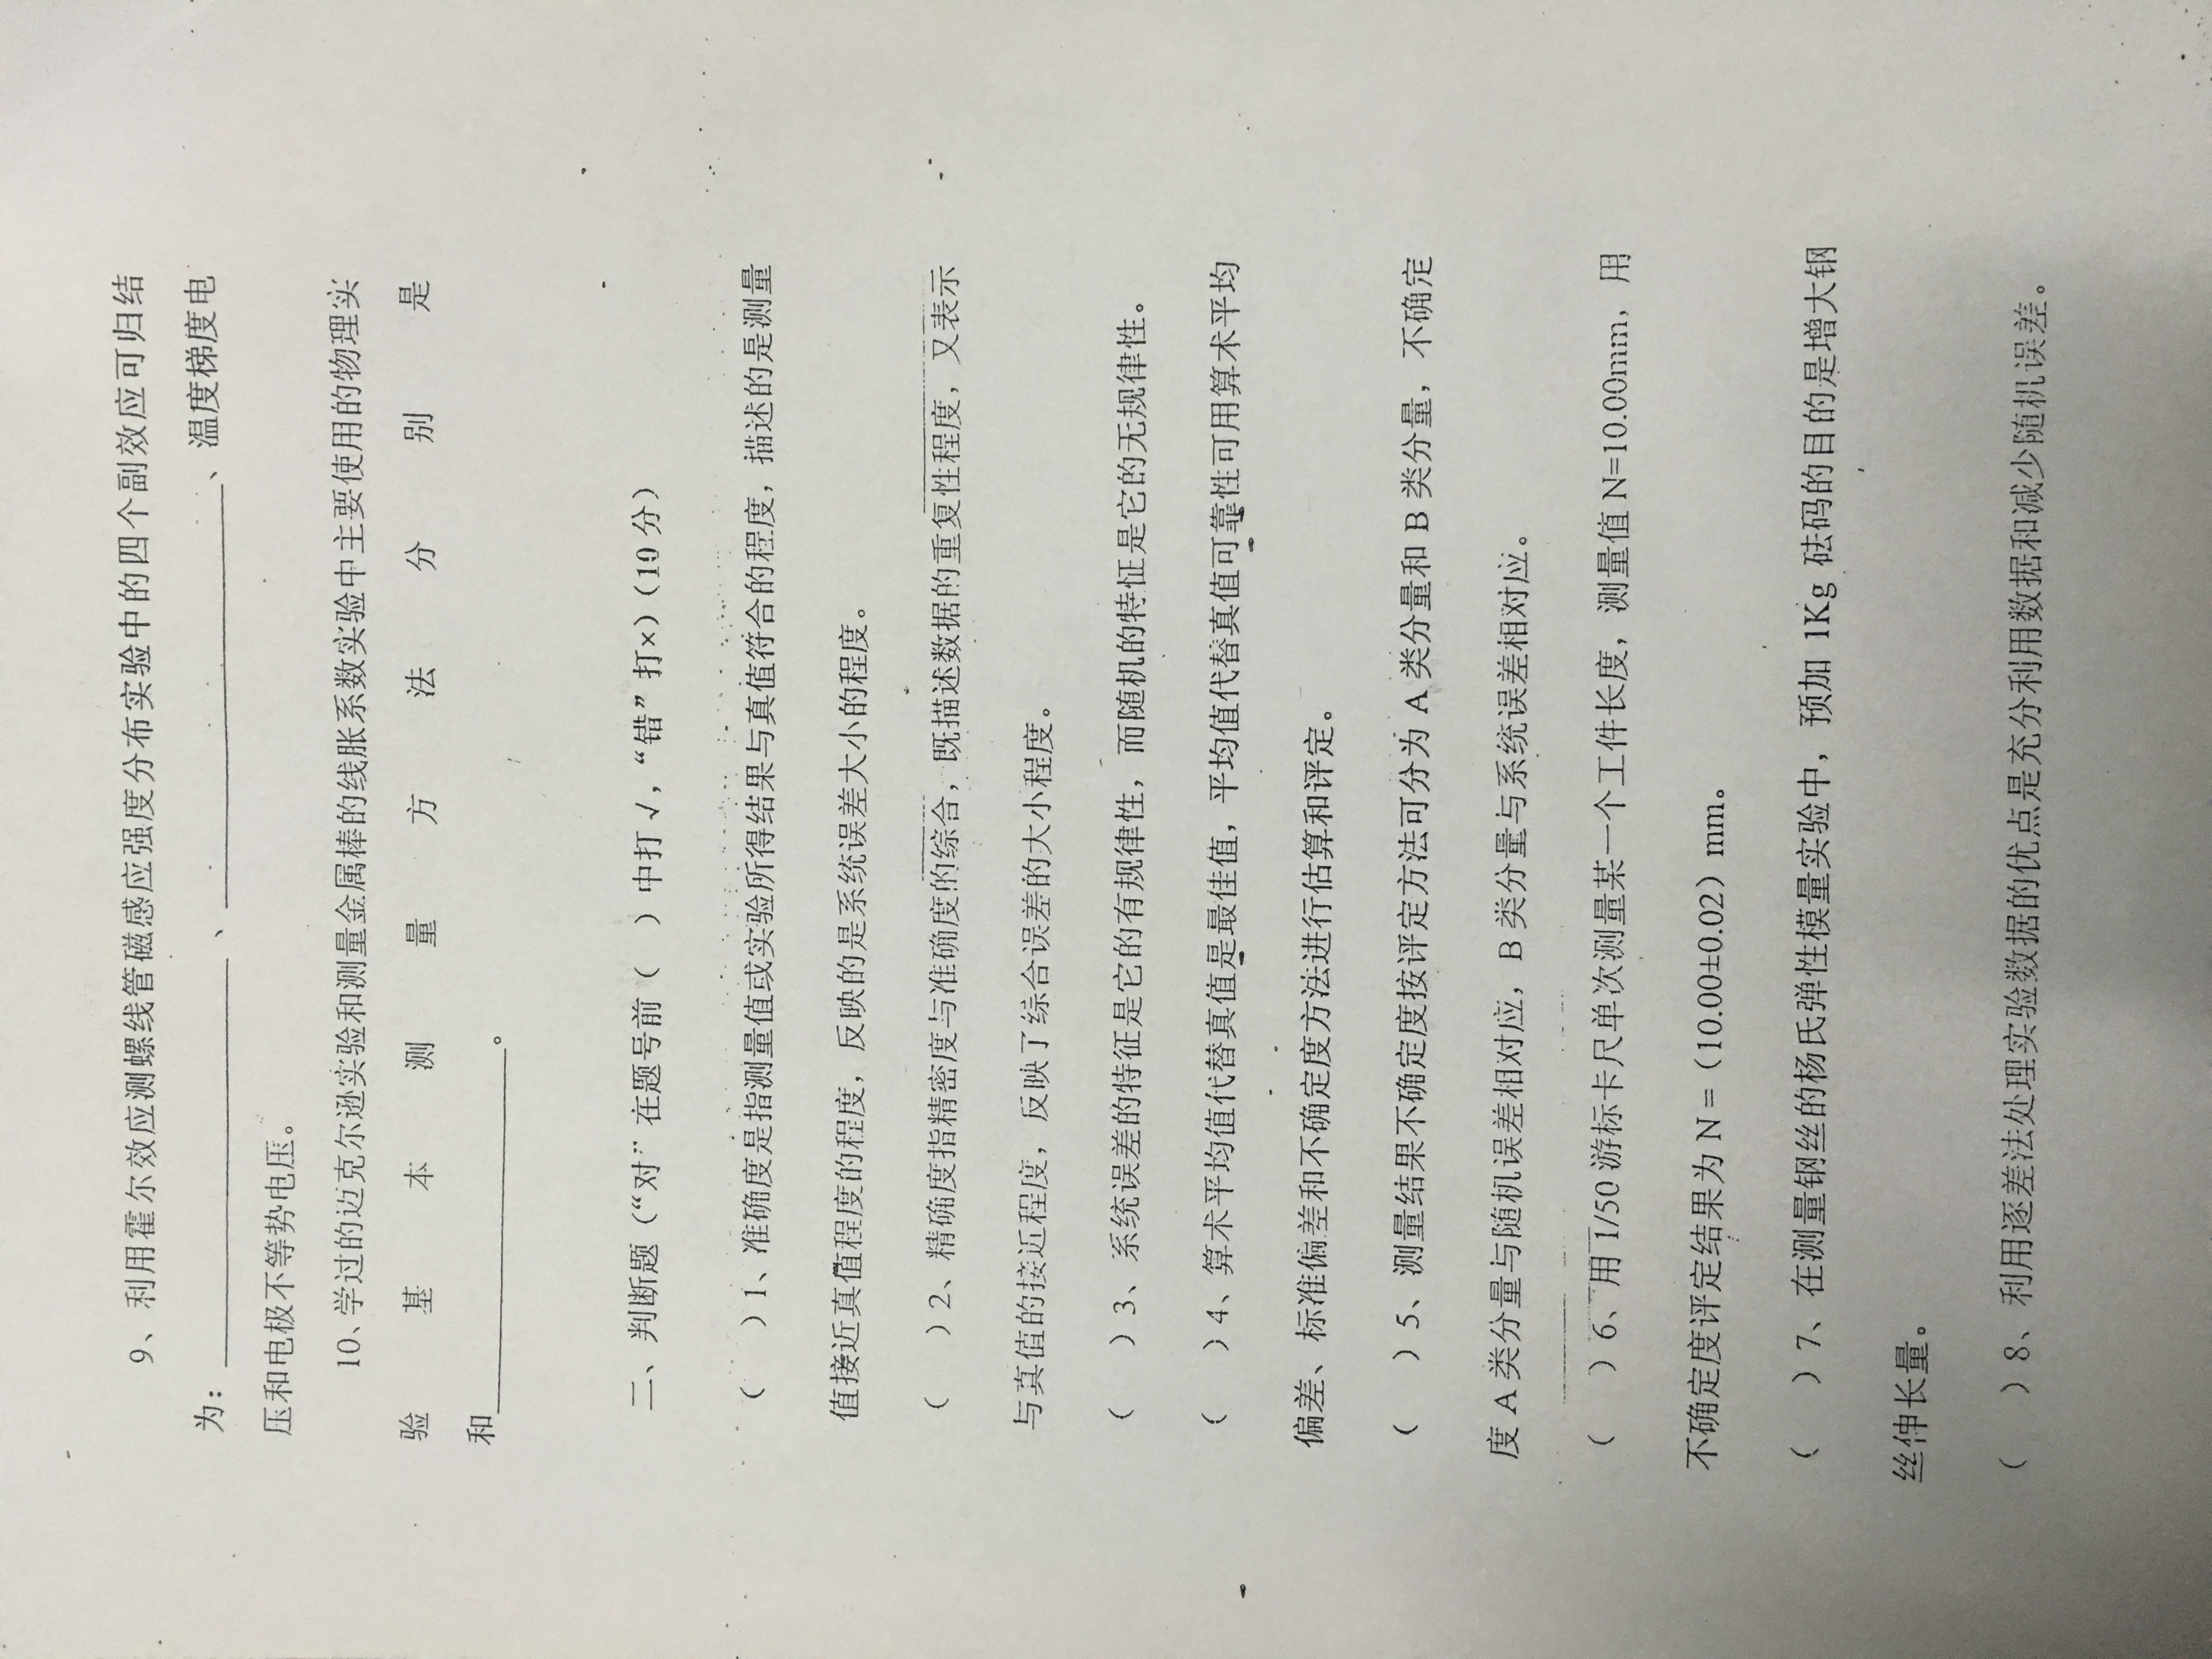 9、利用霍尔效应测螺线管磁感应强度分布实验中的四个副效应可归结
为：、、温度梯度电
压和电极不等势电压。
10、学过的迈克尔逊实验和测量金属棒的线胀系数实验中主要使用的物理实
验 基 本 测 量 方 法 分 别 是
和。
二、判断题（“对”在题号前（ ）中打√，“错”打×）（10分）
（ ）1、准确度是指测量值或实验所得结果与真值符合的程度，描述的是测量
值接近真值程度的程度，反映的是系统误差大小的程度。
（ ）2、精确度指精密度与准确度的综合，既描述数据的重复性程度，又表示
与真值的接近程度，反映了综合误差的大小程度。
（ ）3、系统误差的特征是它的有规律性，而随机的特怔是它的无规律性。
（ ）4、算术平均值代替真值是最佳值，平均值代替真值可靠性可用算术平均
偏差、标准偏差和不确定度方法进行估算和评定。
（ ）5、测量结果不确定度按评定方法可分为 A 类分量和 B 类分量，不确定
度 A 类分量与随机误差相对应，B 类分量与系统误差相对应。
（ ）6、用 1/50 游标卡尺单次测量某一个工件长度，测量值 N=10.00mm，用
不确定度评定结果为 N =（10.00±0.02）mm。
（ ）7、在测量钢丝的杨氏弹性模量实验中，预加 1Kg 砝码的目的是增大钢
丝伸长量。
（ ）8、利用逐差法处理实验数据的优点是充分利用数据和减少随机误差。